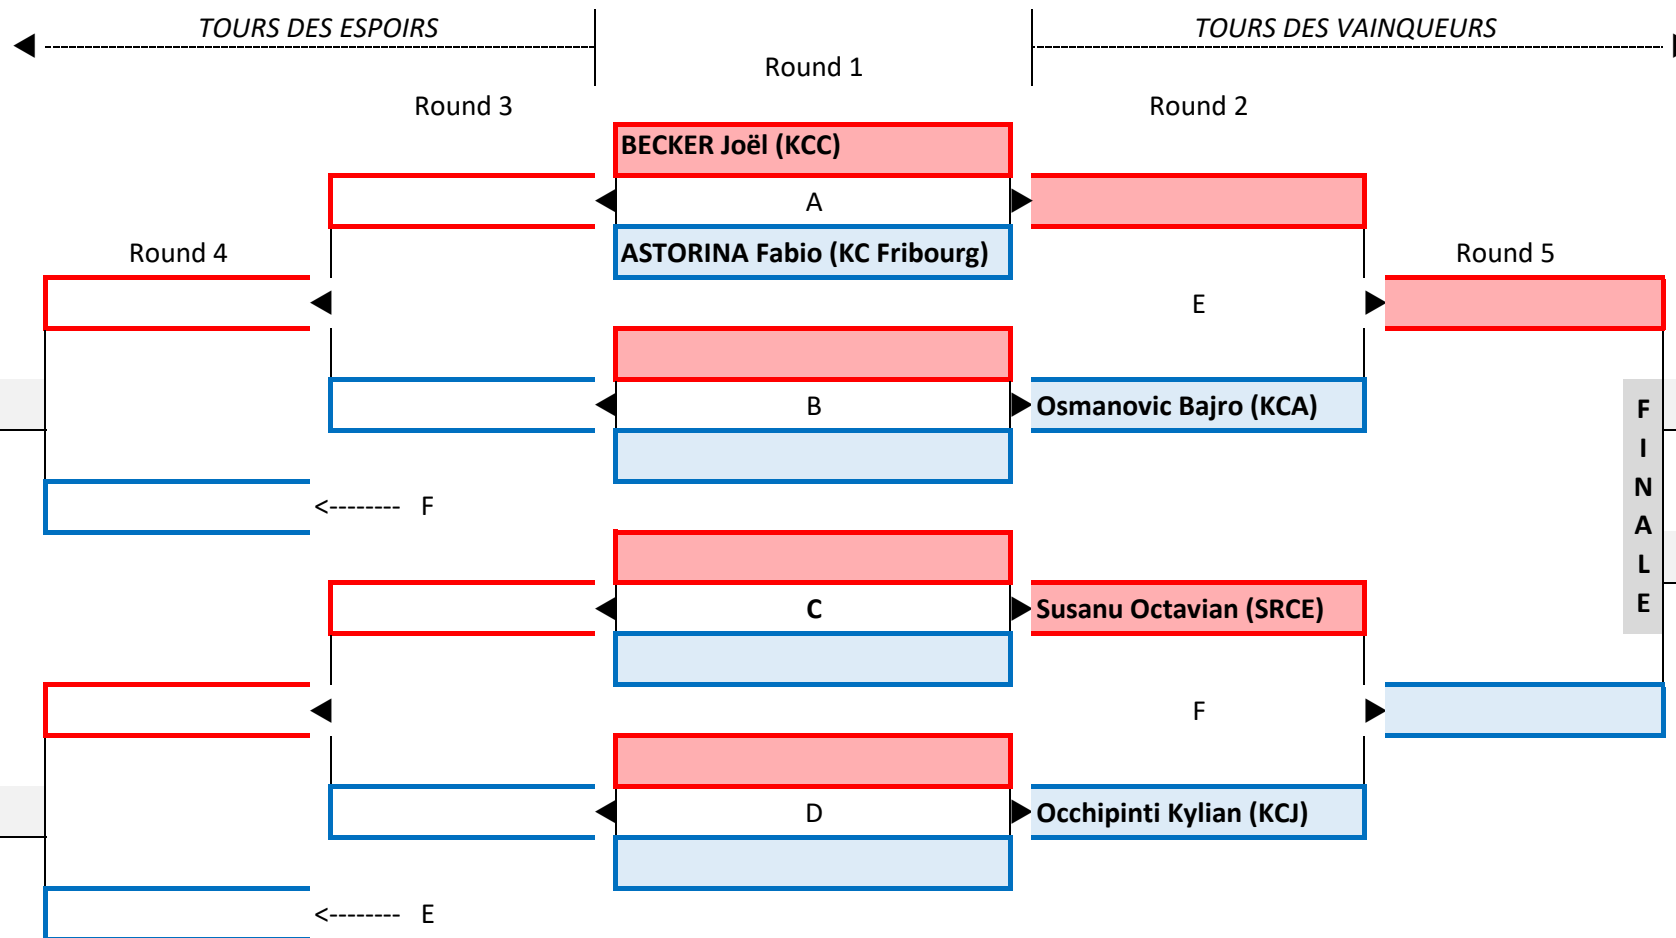 TOURS DES ESPOIRS
TOURS DES VAINQUEURS
Round 1
Round 3
Round 2
BECKER Joël (KCC)
A
ASTORINA Fabio (KC Fribourg)
Round 4
Round 5
E
B
Osmanovic Bajro (KCA)
FINALE
<-------- F
C
Susanu Octavian (SRCE)
F
D
Occhipinti Kylian (KCJ)
<-------- E